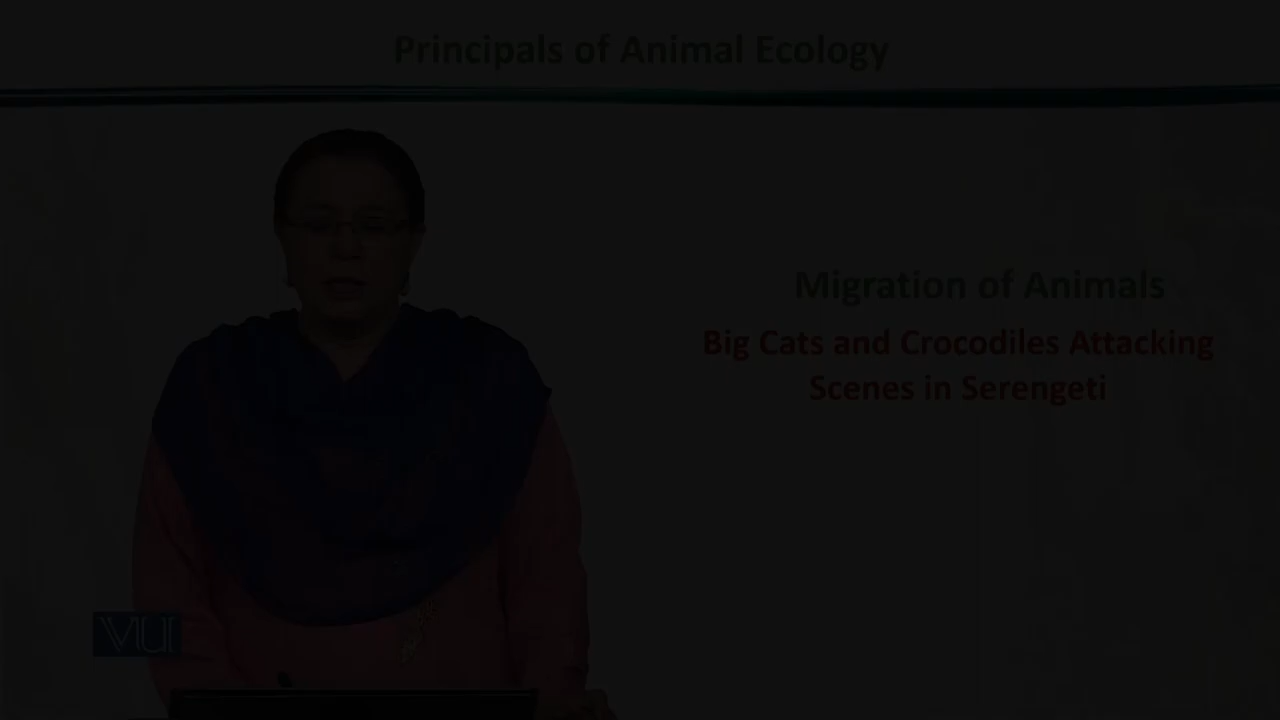 Principals of Animal Ecology
Migration of Animals
Big Cats and Crocodiles Attacking
Scenes in Serengeti
VU